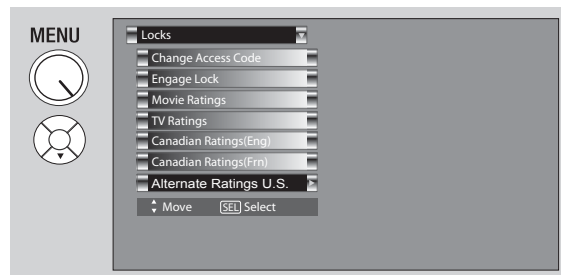 MENU
Locks
Change Access Code
Engage Lock
Movie Ratings
TV Ratings
Canadian Ratings(Eng)
Canadian Ratings(Frn)
Alternate Ratings U.S.
Move SEL Select